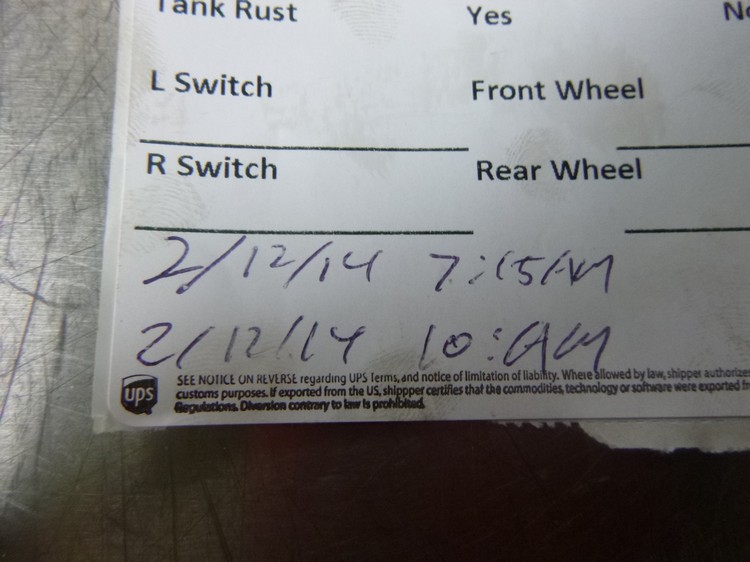 Tank Rust Yes No
L Switch Front Wheel
R Switch Rear Wheel
2/12/14 7:15AM
2/12/14 10:AM
ups
SEE NOTICE ON REVERSE regarding UPS Terms, and notice of limitation of liability. Where allowed by law, shipper authorizes
customs purposes. If exported from the US, shippper certifies that the commodities, technology or software were exported
Regulations. Diversion contrary to law is prohibited.